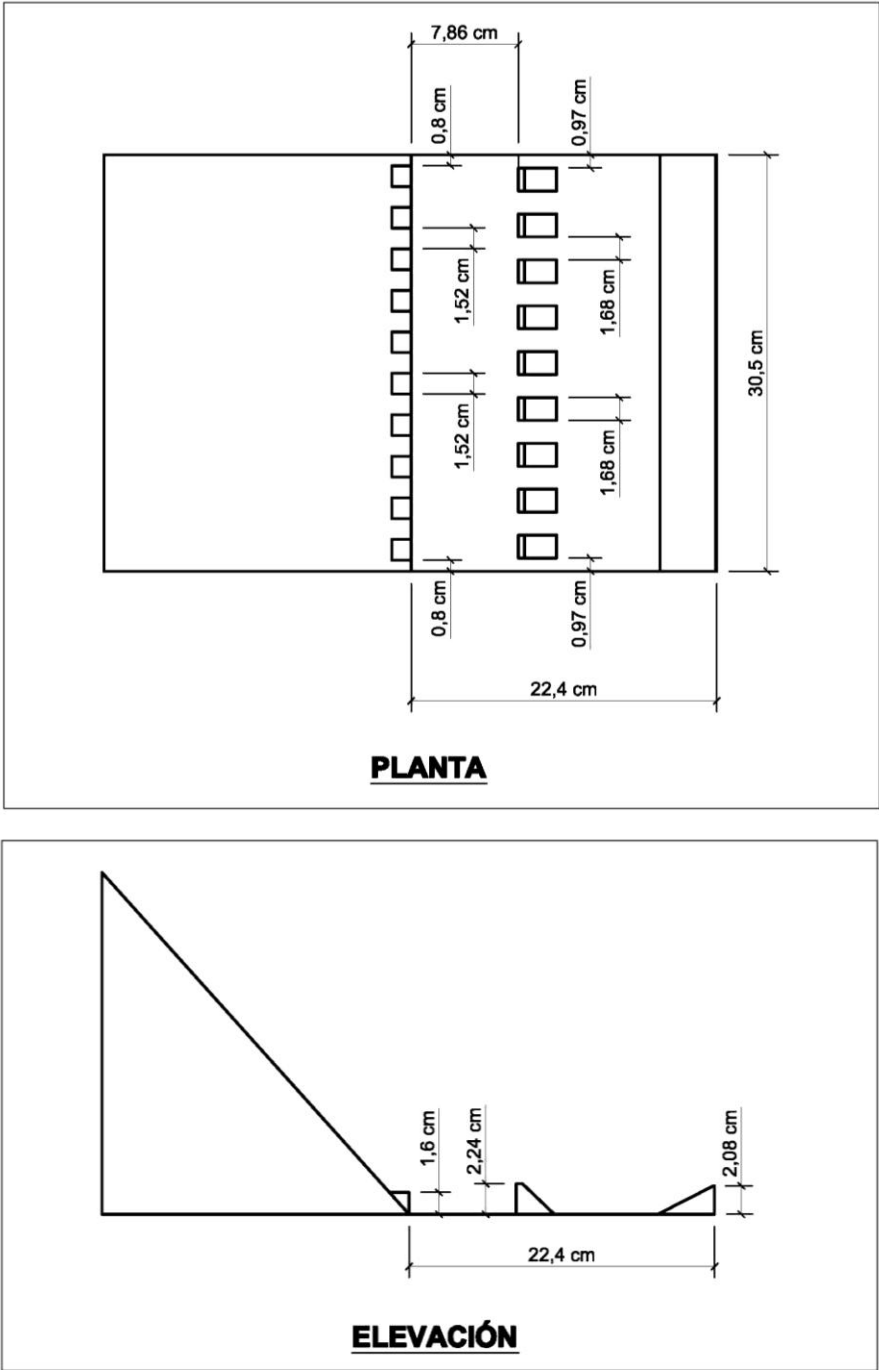 7,86 cm
0,8 cm
0,97 cm
1,52 cm
1,68 cm
30,5 cm
1,52 cm
1,68 cm
0,8 cm
0,97 cm
22,4 cm
PLANTA
1,6 cm
2,24 cm
2,08 cm
22,4 cm
ELEVACIÓN